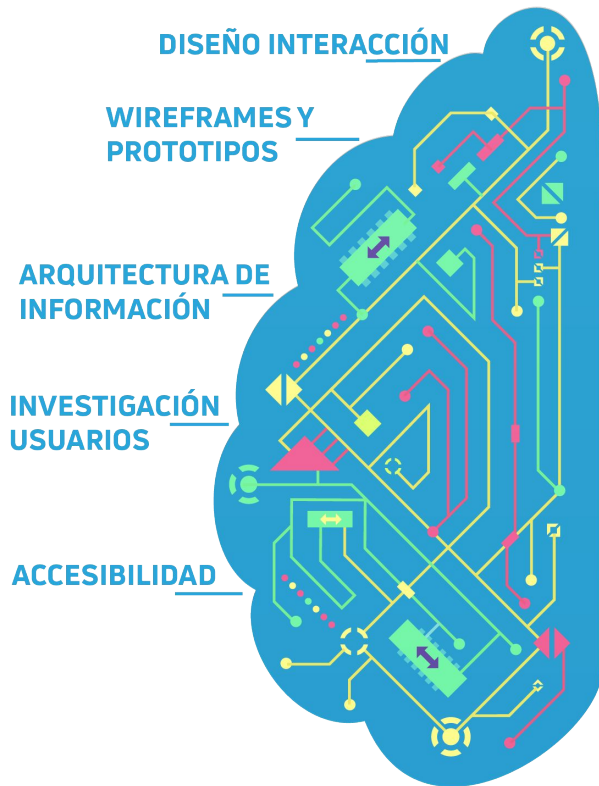 DISEÑO INTERACCIÓN
WIREFRAMES Y
PROTOTIPOS
ARQUITECTURA DE
INFORMACIÓN
INVESTIGACIÓN
USUARIOS
ACCESIBILIDAD